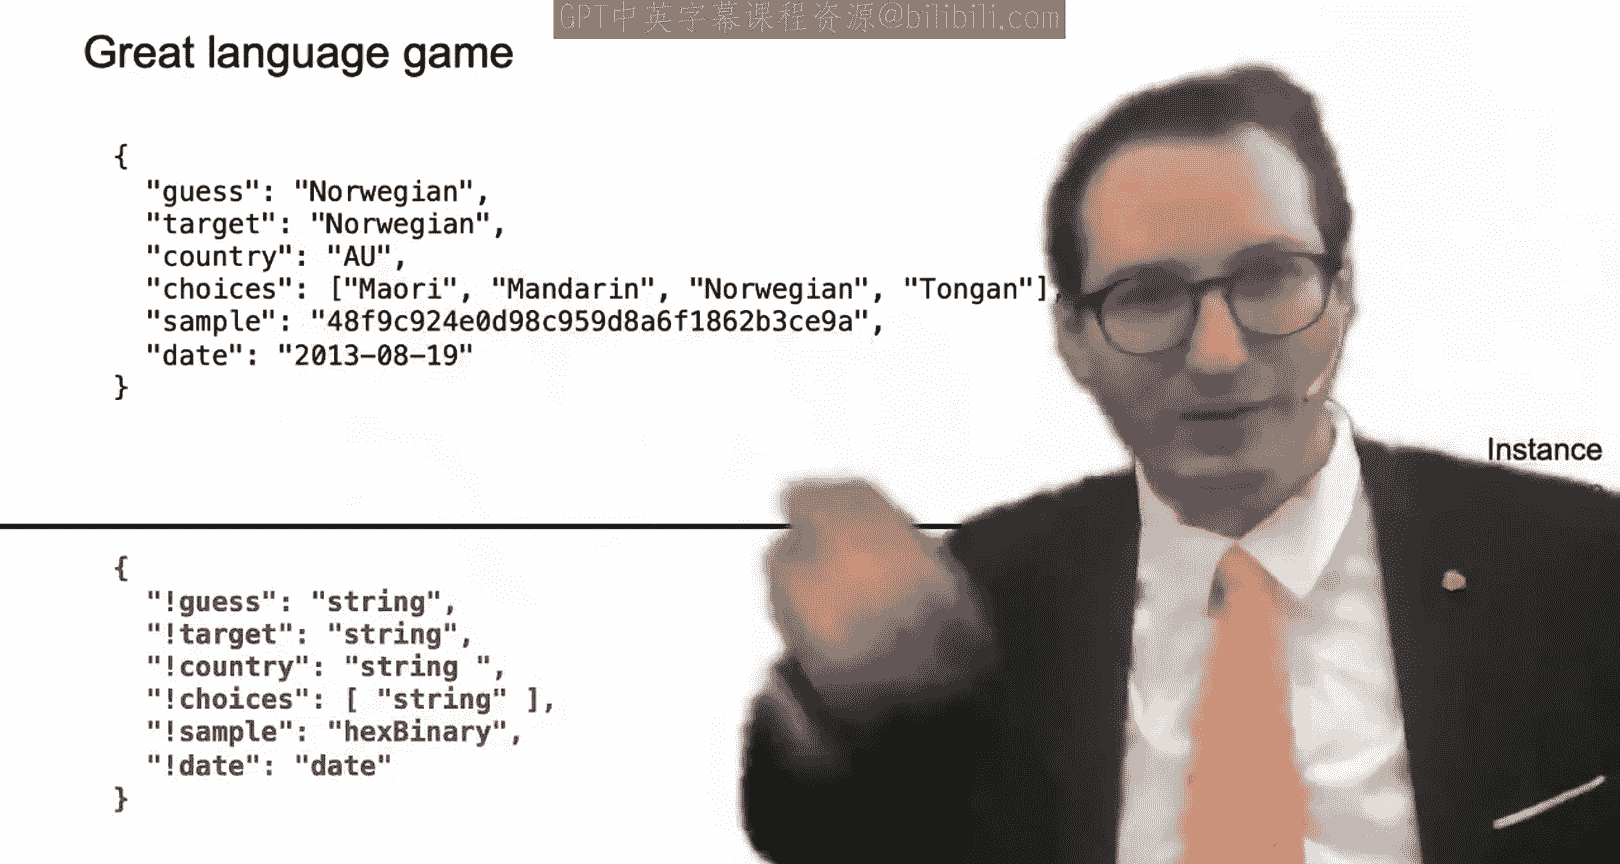 GPT中英字幕课程资源@bilibili.com
Great language game
{
"guess": "Norwegian",
"target": "Norwegian",
"country": "AU",
"choices": ["Maori", "Mandarin", "Norwegian", "Tongan"],
"sample": "48f9c924e0d98c959d8a6f1862b3ce9a",
"date": "2013-08-19"
}
Instance
{
"!guess": "string",
"!target": "string",
"!country": "string ",
"!choices": [ "string" ],
"!sample": "hexBinary",
"!date": "date"
}